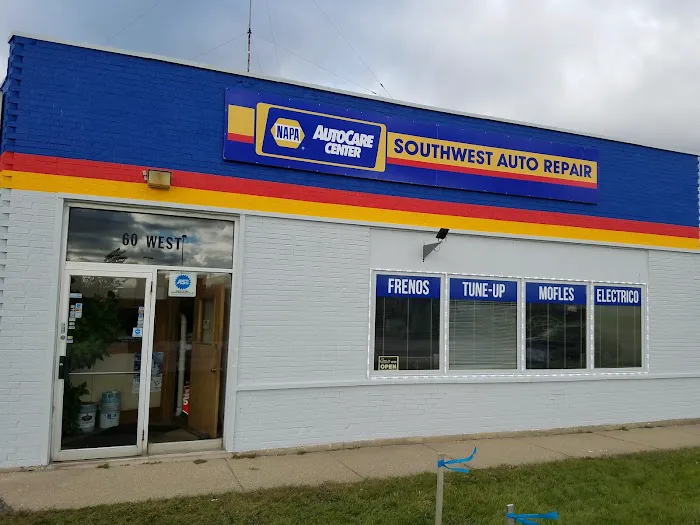 NAPA
AUTOCARE
CENTER
SOUTHWEST AUTO REPAIR
60 WEST
ASE
FRENOS
TUNE-UP
MOFLES
ELECTRICO
OPEN